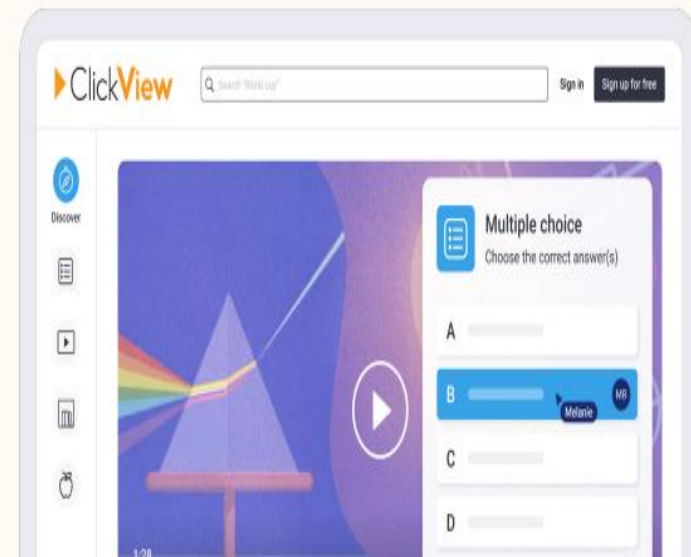 ClickView
Search "World cup"
Sign in
Sign up for free
Discover
Multiple choice
Choose the correct answer(s)
A
B
MB
Melanie
C
D
1:28